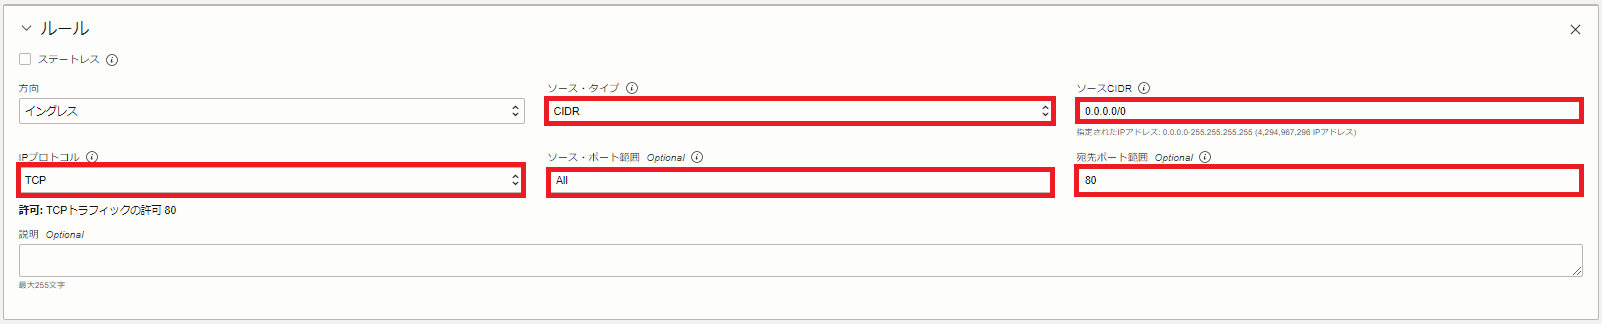 ルール
ステートレス
方向 ソース・タイプ ソースCIDR
イングレス CIDR 0.0.0.0/0
指定されたIPアドレス: 0.0.0.0-255.255.255.255 (4,294,967,296 IPアドレス)
IPプロトコル ソース・ポート範囲 Optional 宛先ポート範囲 Optional
TCP All 80
許可: TCPトラフィックの許可 80
説明 Optional
最大255文字